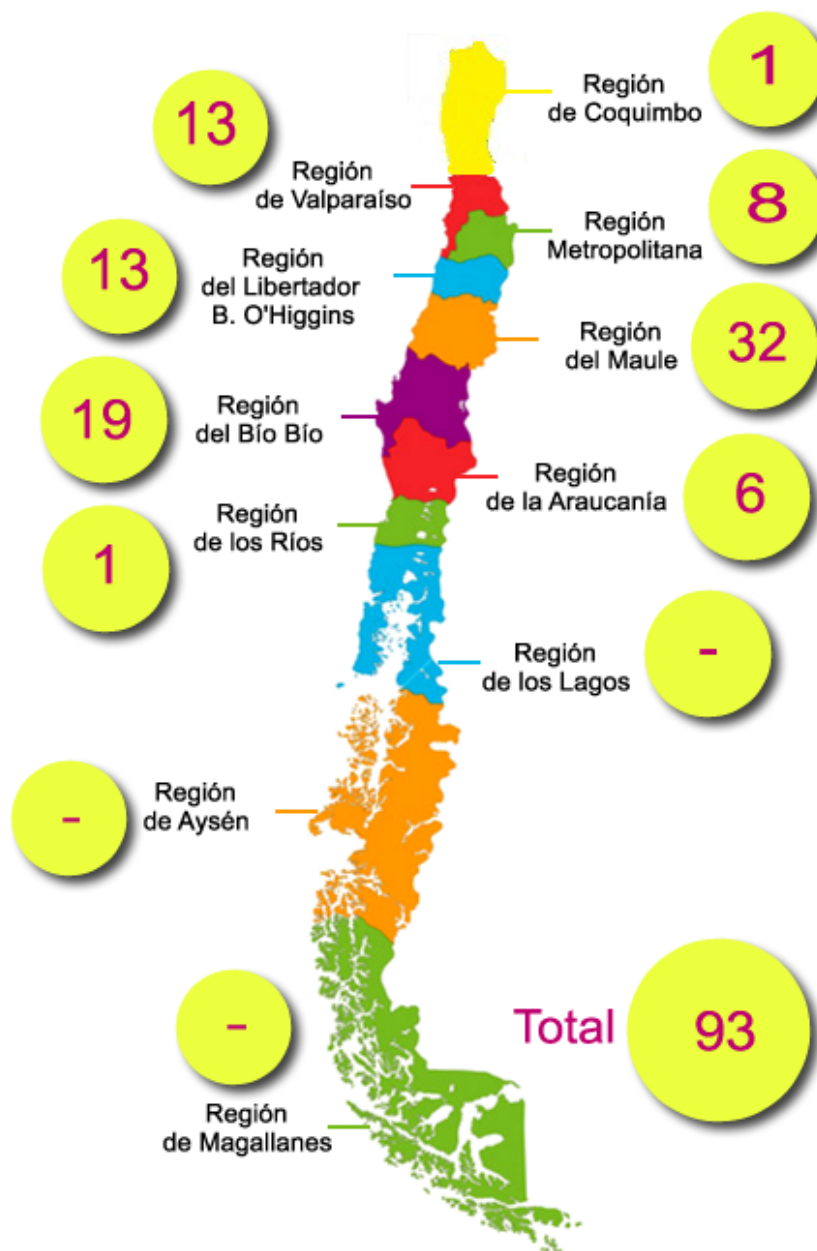 1
Región
de Coquimbo
13
Región
de Valparaíso
8
Región
Metropolitana
13
Región
del Libertador
B. O'Higgins
32
Región
del Maule
19
Región
del Bío Bío
6
Región
de la Araucanía
1
Región
de los Ríos
-
Región
de los Lagos
-
Región
de Aysén
-
Región
de Magallanes
Total 93